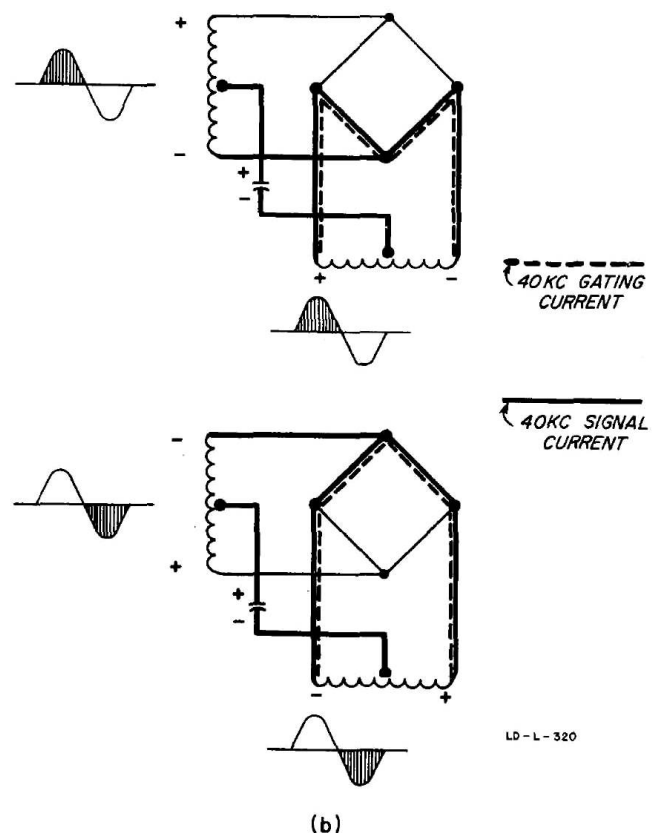 +
-
+
-
+ -
40KC GATING
CURRENT
40KC SIGNAL
CURRENT
-
+
+
-
- +
LD-L-320
(b)